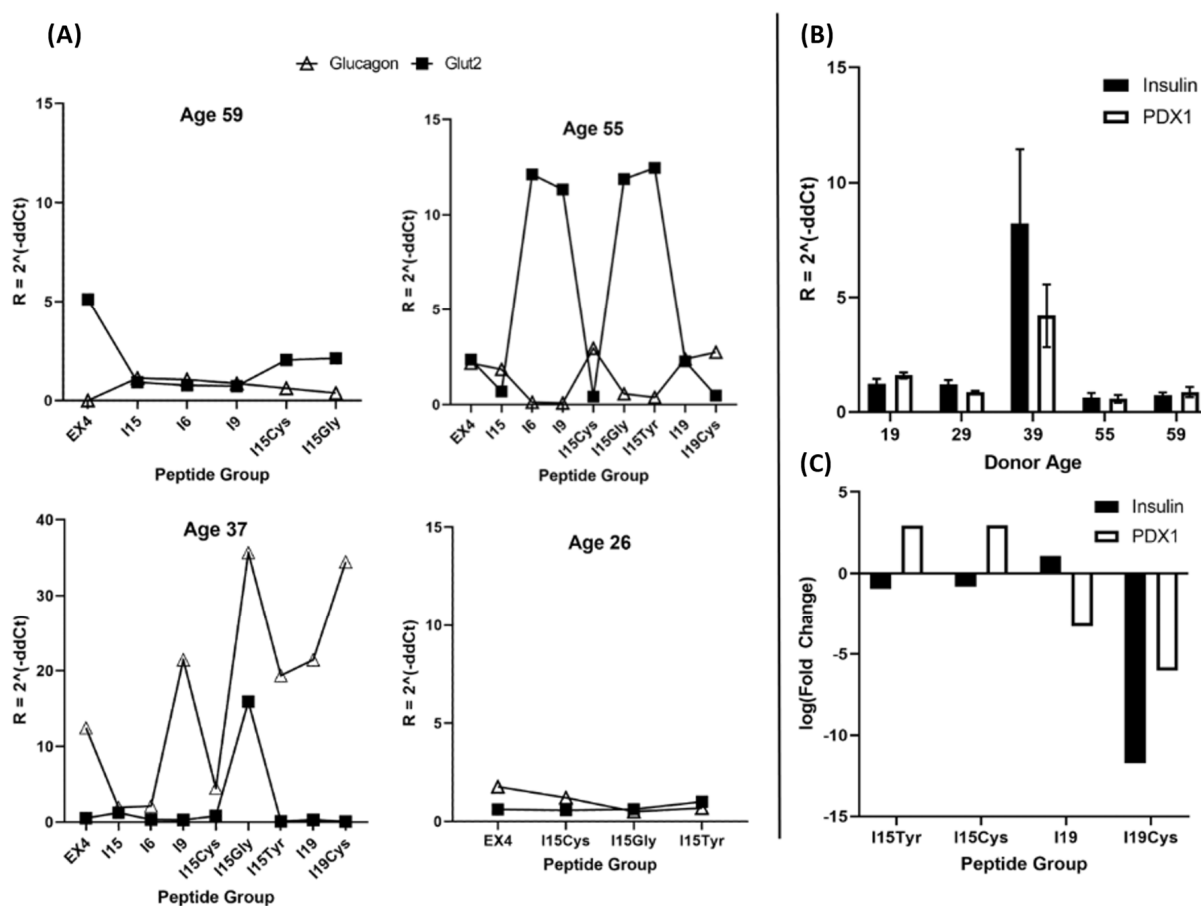 (A)
Glucagon Glut2
Age 59
15
10
5
0
R = 2^(-ddCt)
EX4
I15
I6
I9
I15Cys
I15Gly
Peptide Group
Age 55
15
10
5
0
R = 2^(-ddCt)
EX4
I15
I6
I9
I15Cys
I15Gly
I15Tyr
I19
I19Cys
Peptide Group
Age 37
40
30
20
10
0
R = 2^(-ddCt)
EX4
I15
I6
I9
I15Cys
I15Gly
I15Tyr
I19
I19Cys
Peptide Group
Age 26
15
10
5
0
R = 2^(-ddCt)
EX4 I15Cys I15Gly I15Tyr
Peptide Group
(B)
Insulin
PDX1
15
10
5
0
R = 2^(-ddCt)
19 29 39 55 59
Donor Age
(C)
Insulin
PDX1
5
0
-5
-10
-15
log(Fold Change)
I15Tyr I15Cys I19 I19Cys
Peptide Group